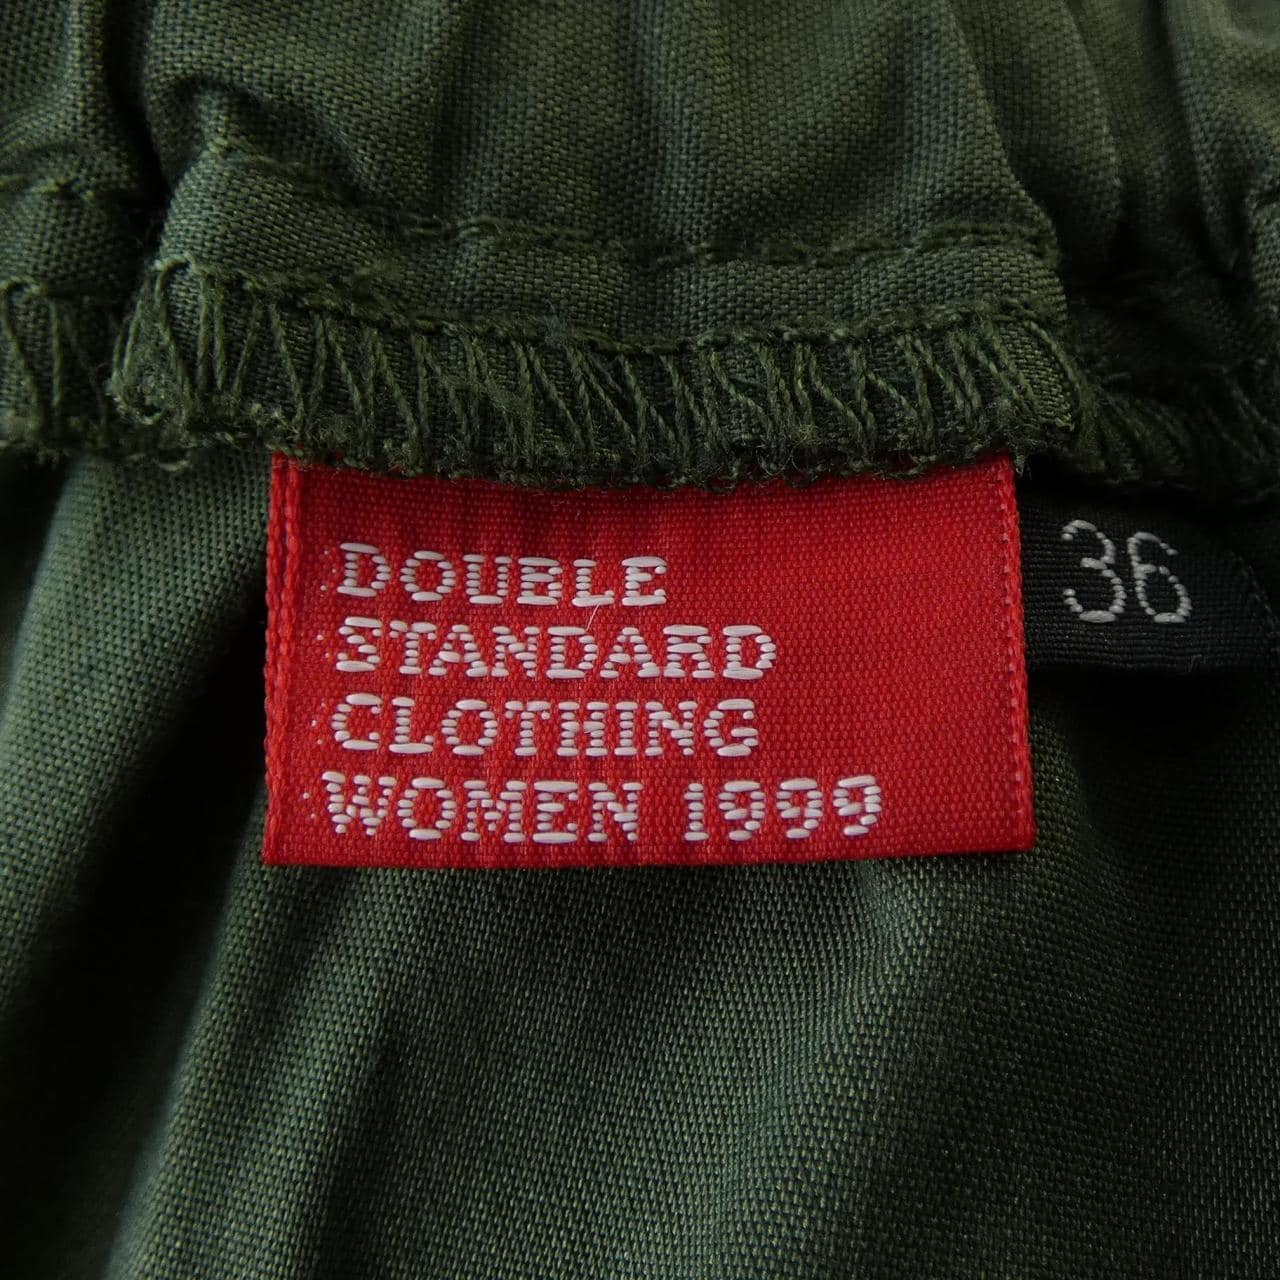 DOUBLE
STANDARD
CLOTHING
WOMEN 1999
36